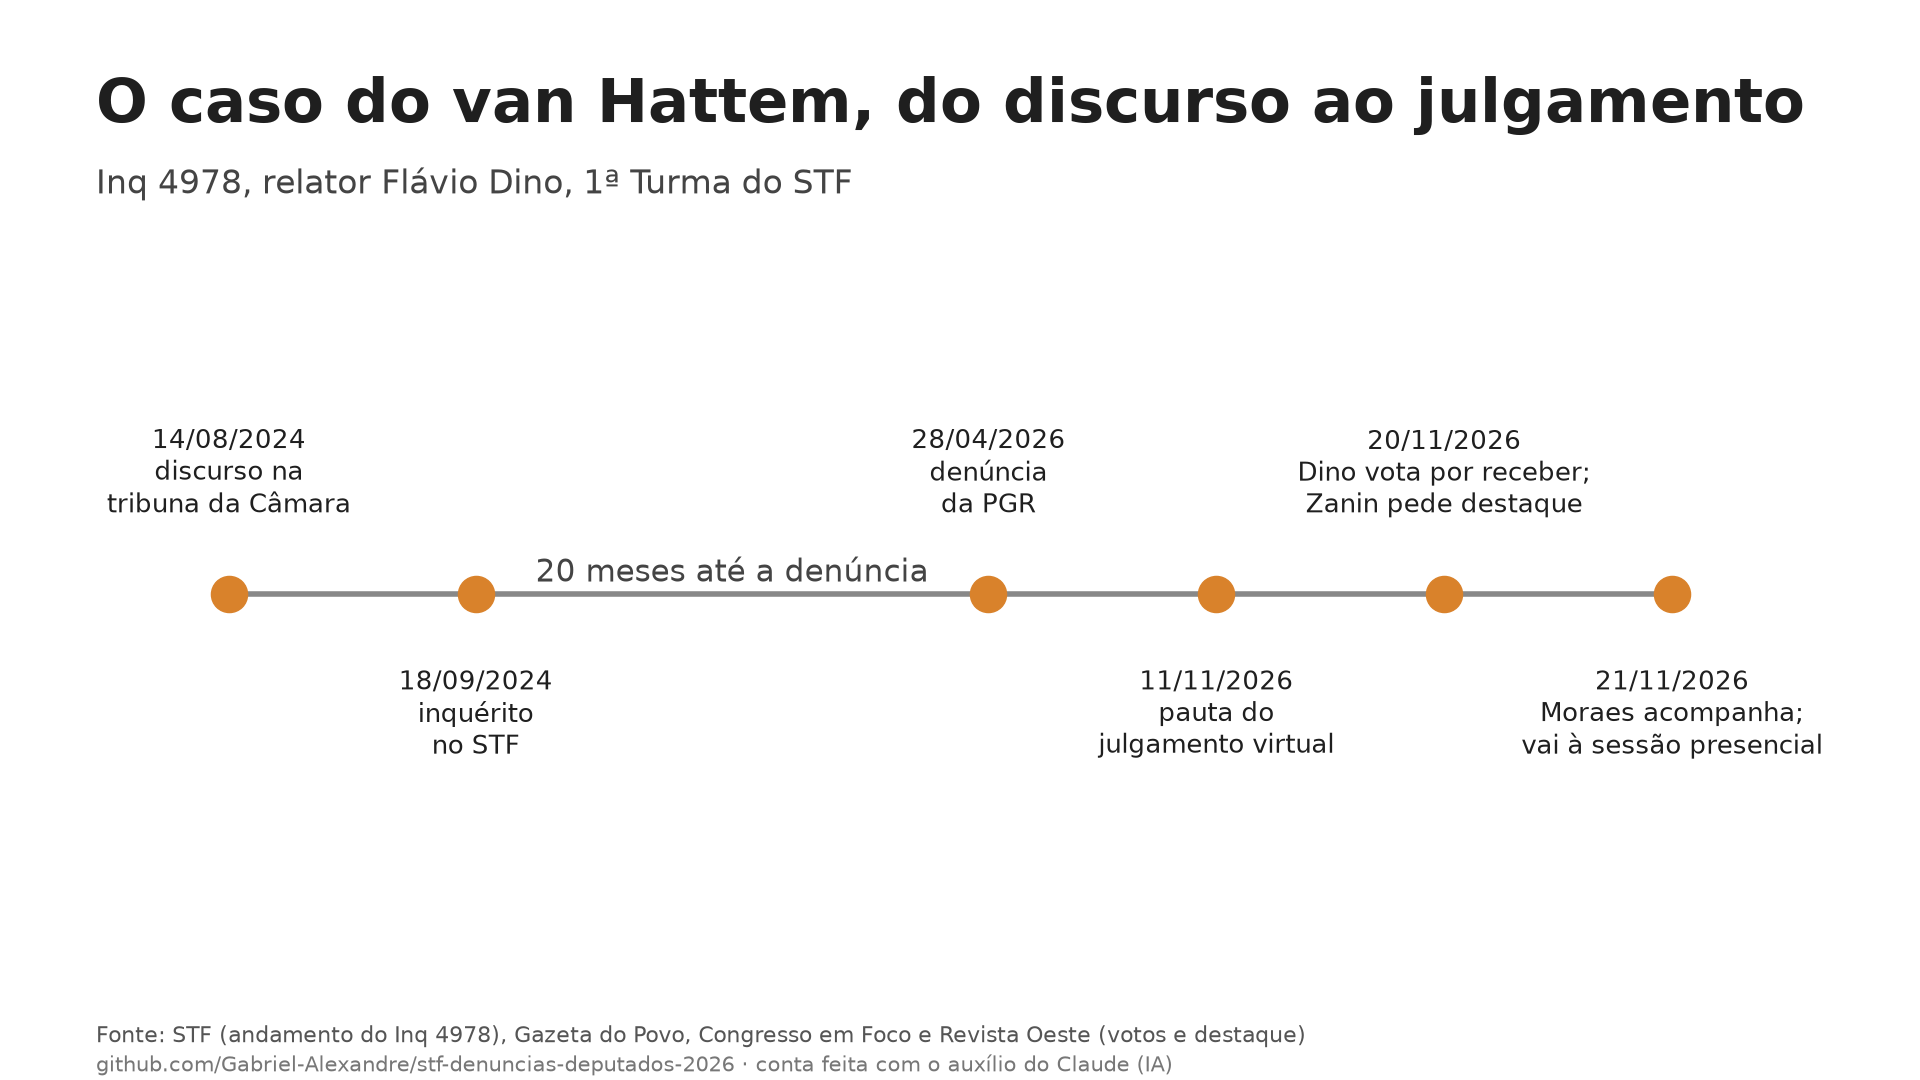 O caso do van Hattem, do discurso ao julgamento
Inq 4978, relator Flávio Dino, 1ª Turma do STF
14/08/2024
discurso na
tribuna da Câmara
28/04/2026
denúncia
da PGR
20/11/2026
Dino vota por receber;
Zanin pede destaque
20 meses até a denúncia
18/09/2024
inquérito
no STF
11/11/2026
pauta do
julgamento virtual
21/11/2026
Moraes acompanha;
vai à sessão presencial
Fonte: STF (andamento do Inq 4978), Gazeta do Povo, Congresso em Foco e Revista Oeste (votos e destaque)
github.com/Gabriel-Alexandre/stf-denuncias-deputados-2026 · conta feita com o auxílio do Claude (IA)